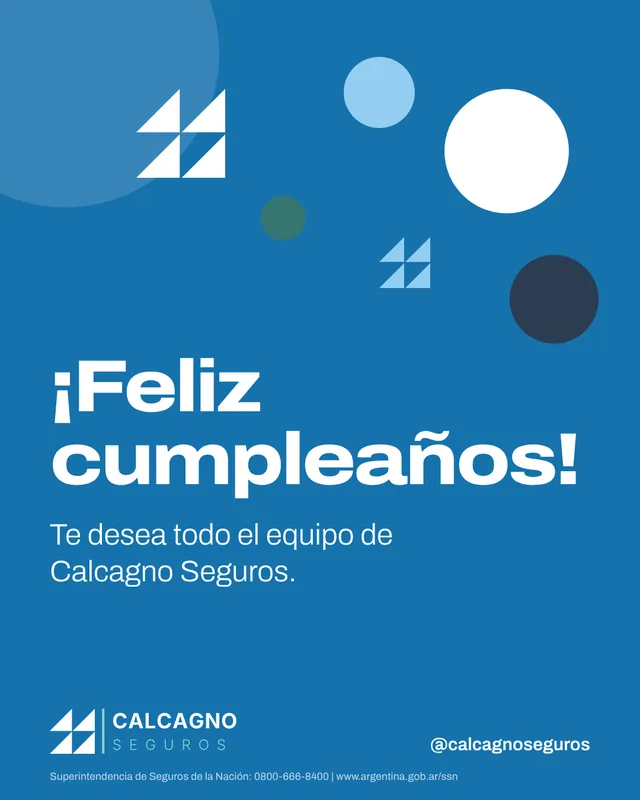 ¡Feliz
cumpleaños!
Te desea todo el equipo de
Calcagno Seguros.
CALCAGNO
SEGUROS
@calcagnoseguros
Superintendencia de Seguros de la Nación: 0800-666-8400 | www.argentina.gob.ar/ssn